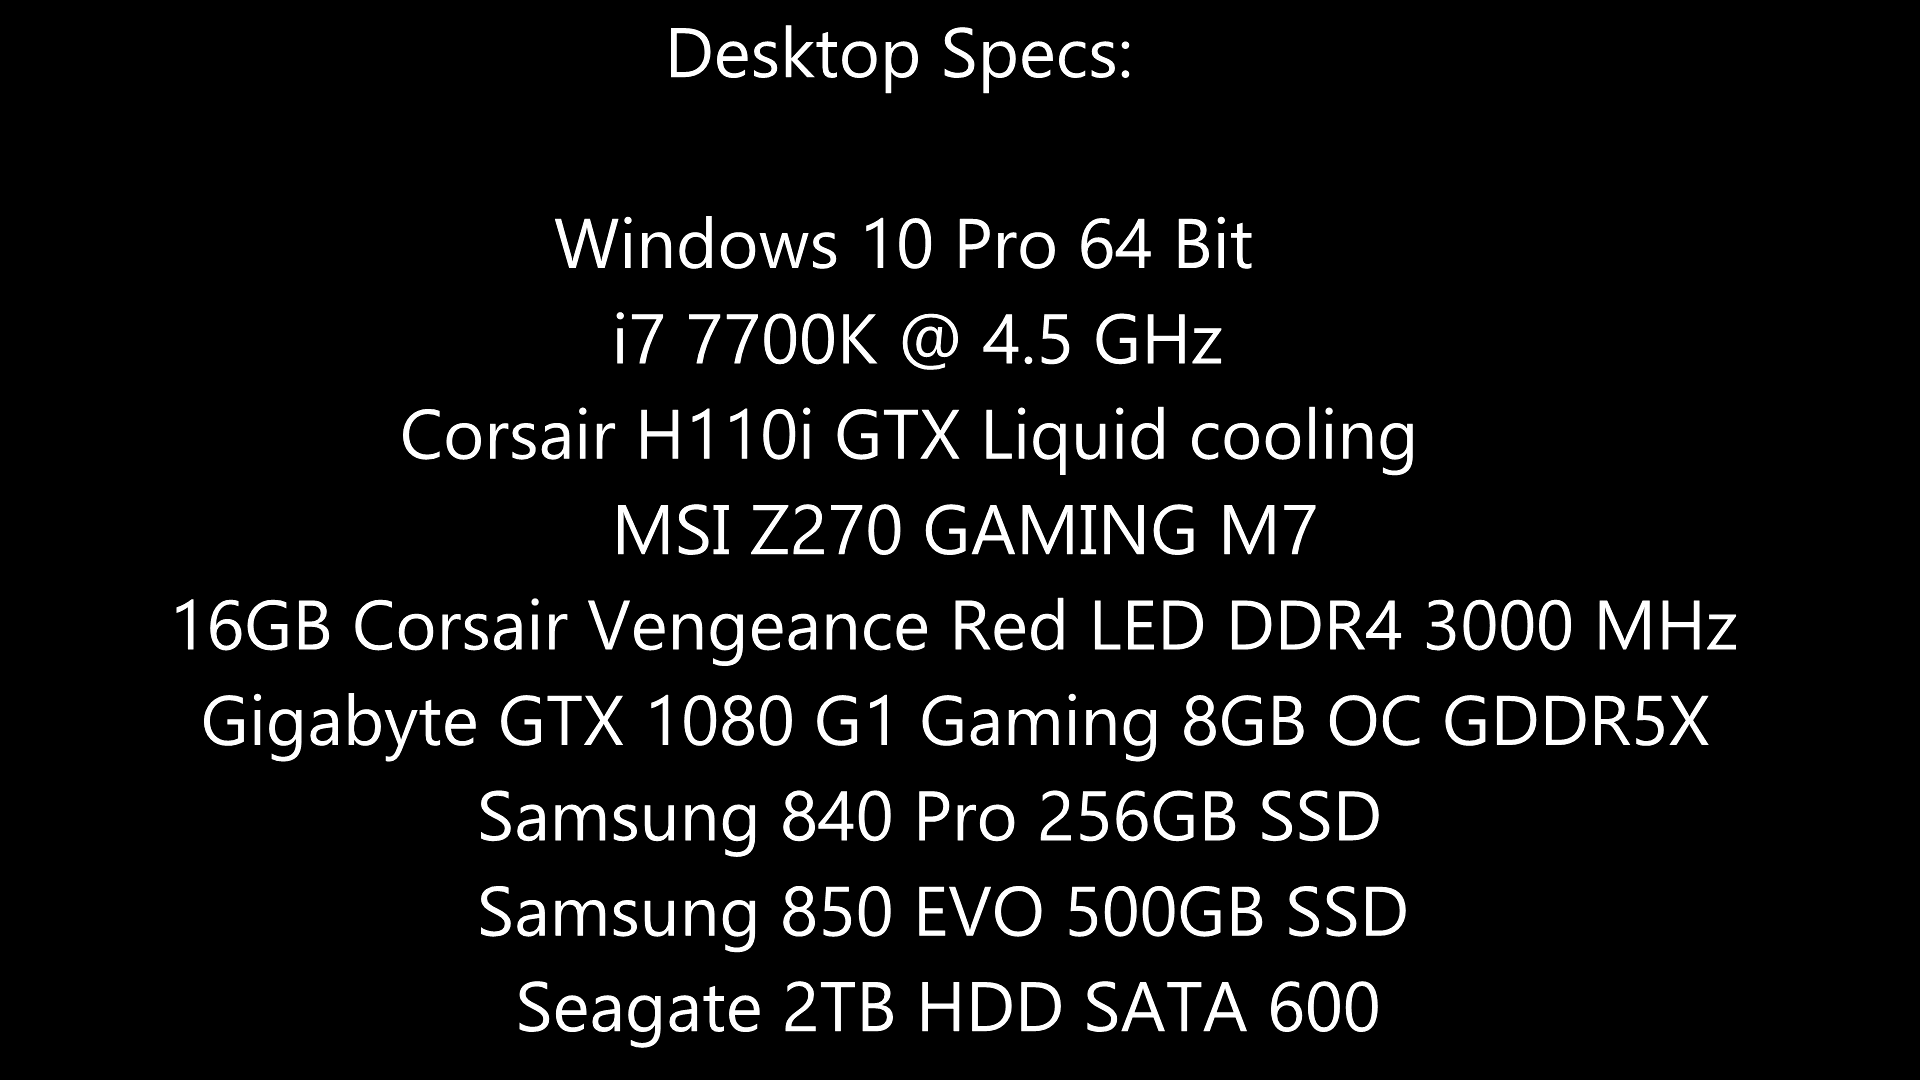 Desktop Specs:
Windows 10 Pro 64 Bit
i7 7700K @ 4.5 GHz
Corsair H110i GTX Liquid cooling
MSI Z270 GAMING M7
16GB Corsair Vengeance Red LED DDR4 3000 MHz
Gigabyte GTX 1080 G1 Gaming 8GB OC GDDR5X
Samsung 840 Pro 256GB SSD
Samsung 850 EVO 500GB SSD
Seagate 2TB HDD SATA 600